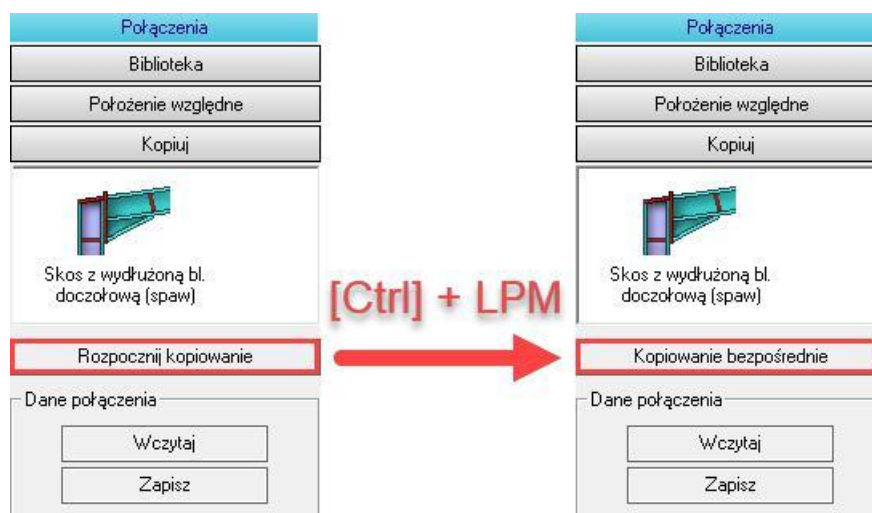 Połączenia
Biblioteka
Położenie względne
Kopiuj
Skos z wydłużoną bl.
doczołową (spaw)
Rozpocznij kopiowanie
Dane połączenia
Wczytaj
Zapisz
[Ctrl] + LPM
Połączenia
Biblioteka
Położenie względne
Kopiuj
Skos z wydłużoną bl.
doczołową (spaw)
Kopiowanie bezpośrednie
Dane połączenia
Wczytaj
Zapisz